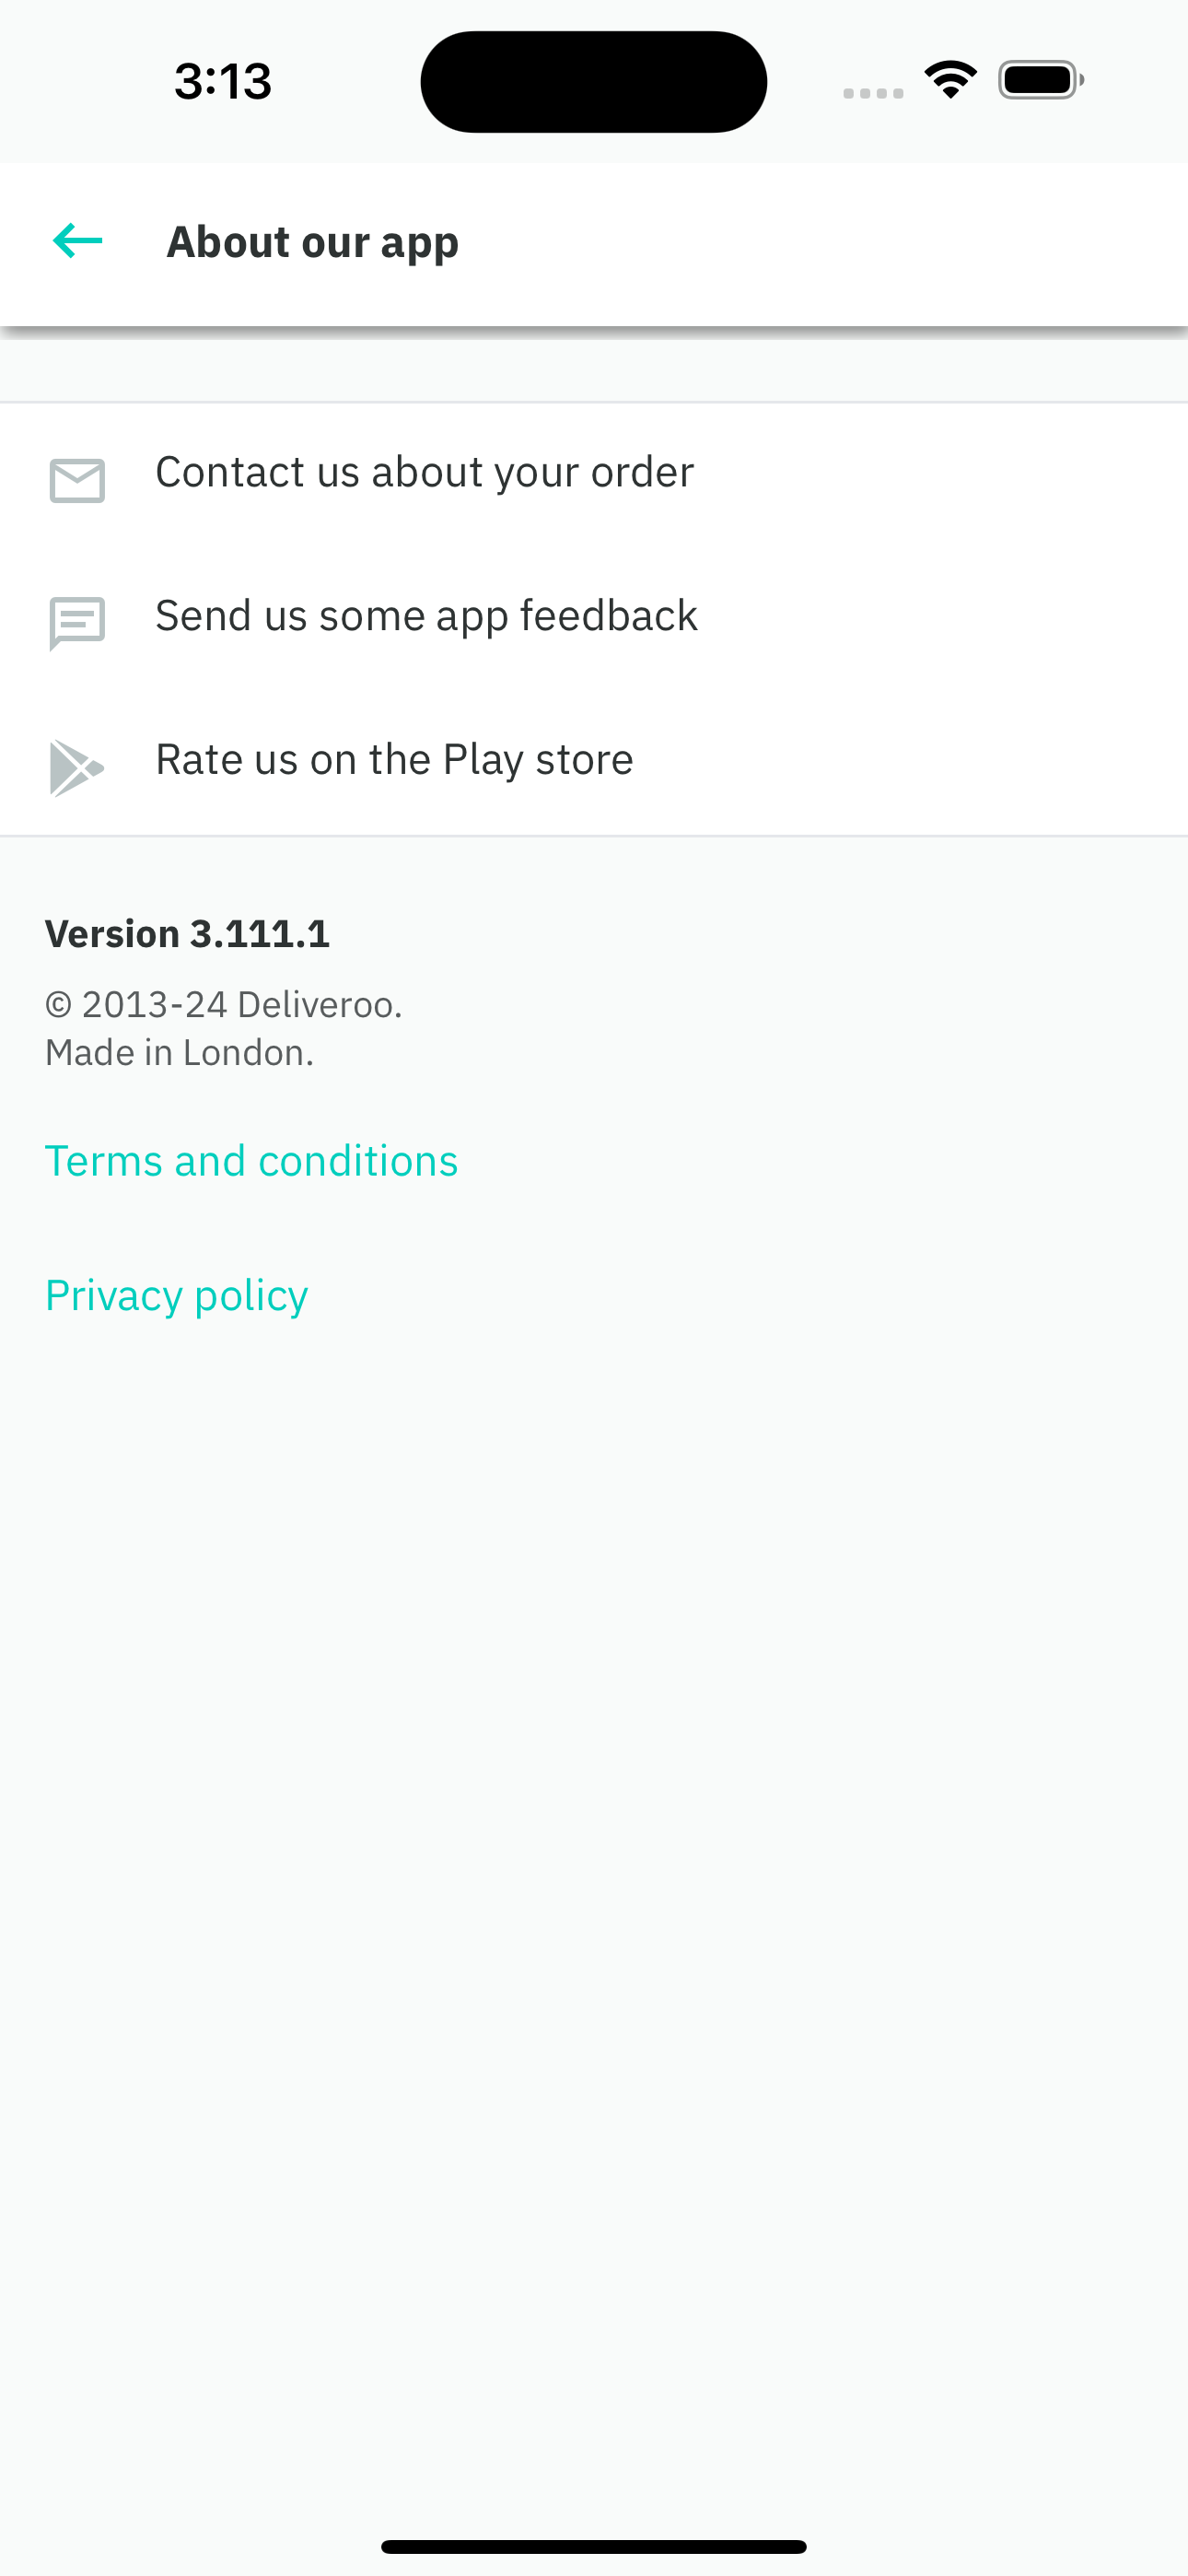 3:13
About our app
Contact us about your order
Send us some app feedback
Rate us on the Play store
Version 3.111.1
© 2013-24 Deliveroo.
Made in London.
Terms and conditions
Privacy policy